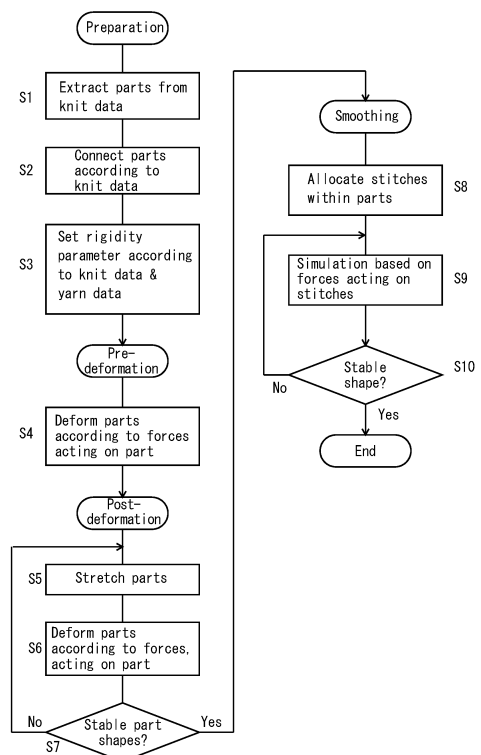 Preparation
S1
Extract parts from
knit data
S2
Connect parts
according to
knit data
S3
Set rigidity
parameter according
to knit data &
yarn data
Pre-
deformation
S4
Deform parts
according to forces
acting on part
Post-
deformation
S5
Stretch parts
S6
Deform parts
according to forces,
acting on part
No
Stable part
shapes?
Yes
S7
Smoothing
Allocate stitches
within parts
S8
Simulation based on
forces acting on
stitches
S9
Stable
shape?
S10
No
Yes
End